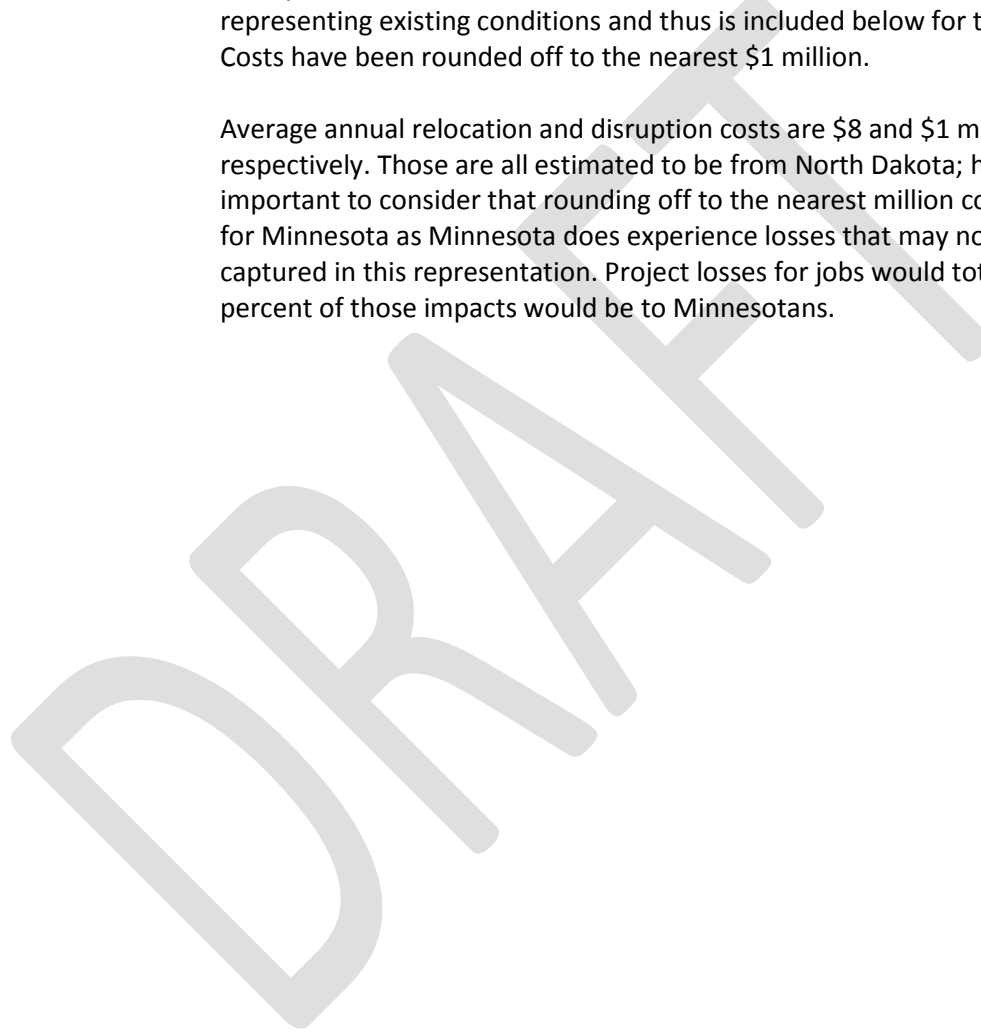 representing existing conditions and thus is included below for t
Costs have been rounded off to the nearest $1 million.
Average annual relocation and disruption costs are $8 and $1 m
respectively. Those are all estimated to be from North Dakota; h
important to consider that rounding off to the nearest million co
for Minnesota as Minnesota does experience losses that may no
captured in this representation. Project losses for jobs would tot
percent of those impacts would be to Minnesotans.
DRAFT